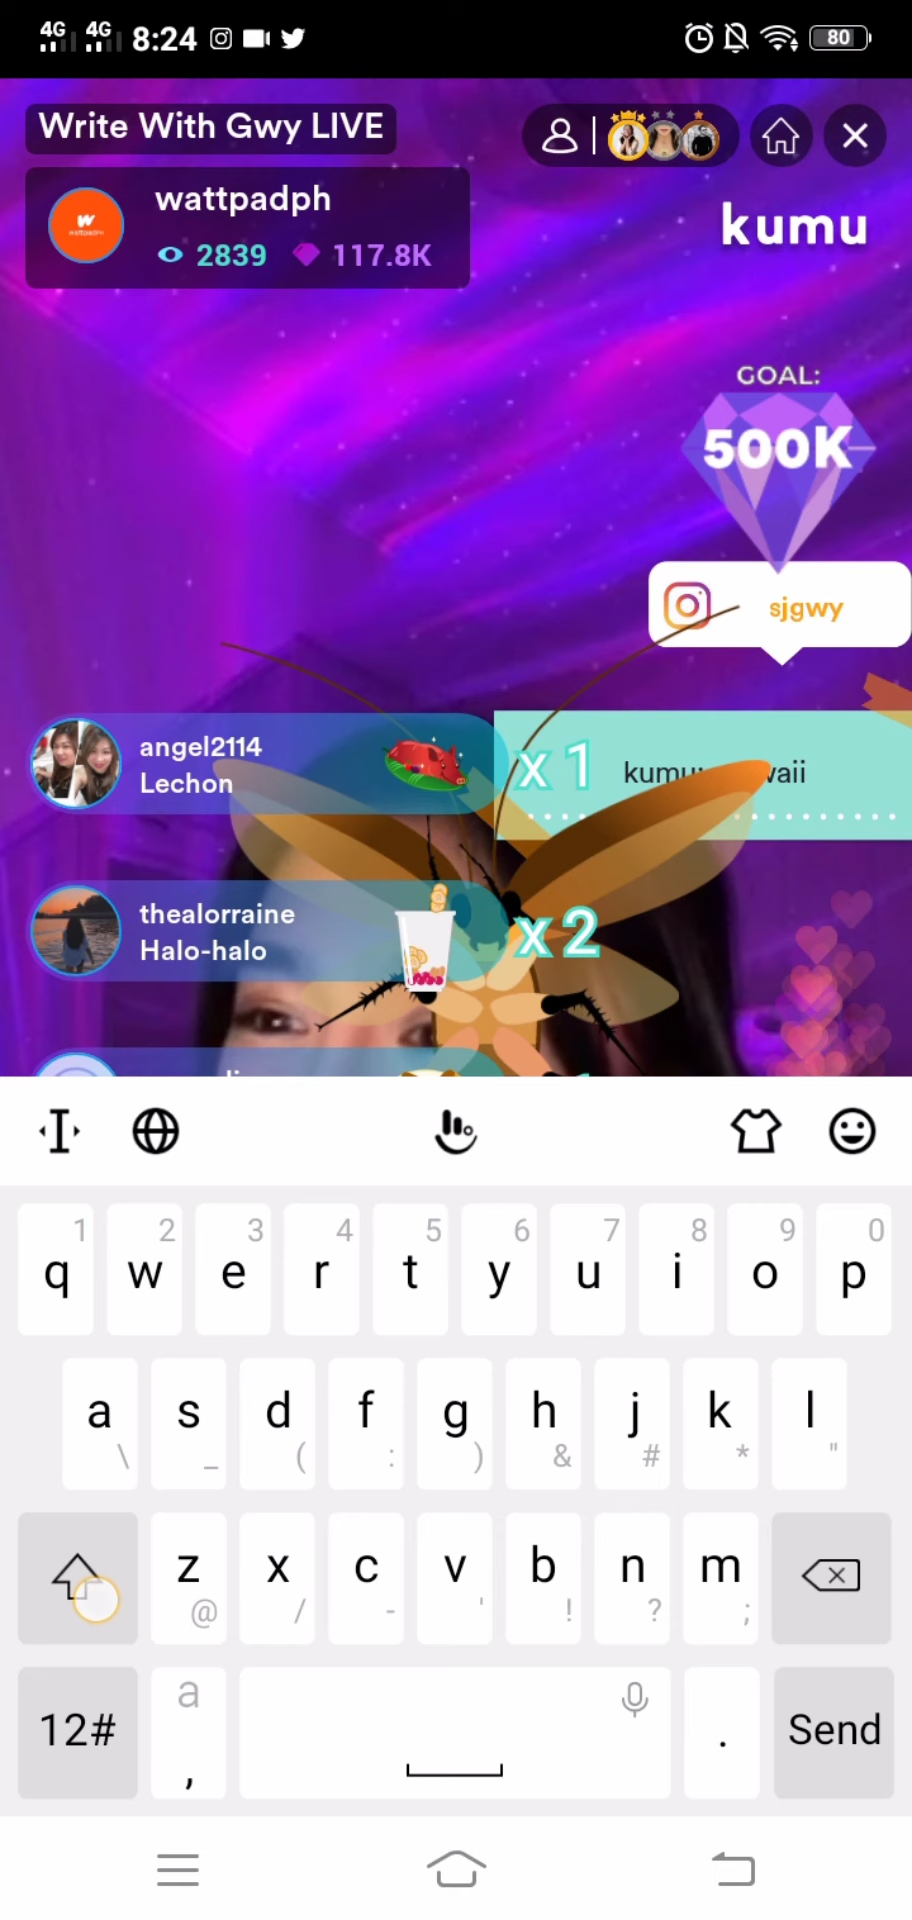 4G 4G 8:24 80
Write With Gwy LIVE
wattpadph
2839 117.8K
kumu
GOAL:
500K
sjgwy
angel2114
Lechon
x 1
thealorraine
Halo-halo
x 2
1 2 3 4 5 6 7 8 9 0
q w e r t y u i o p
a s d f g h j k l
\ _ ( : ) & # * "
z x c v b n m
@ / - ' ! ? ;
12# a , . Send